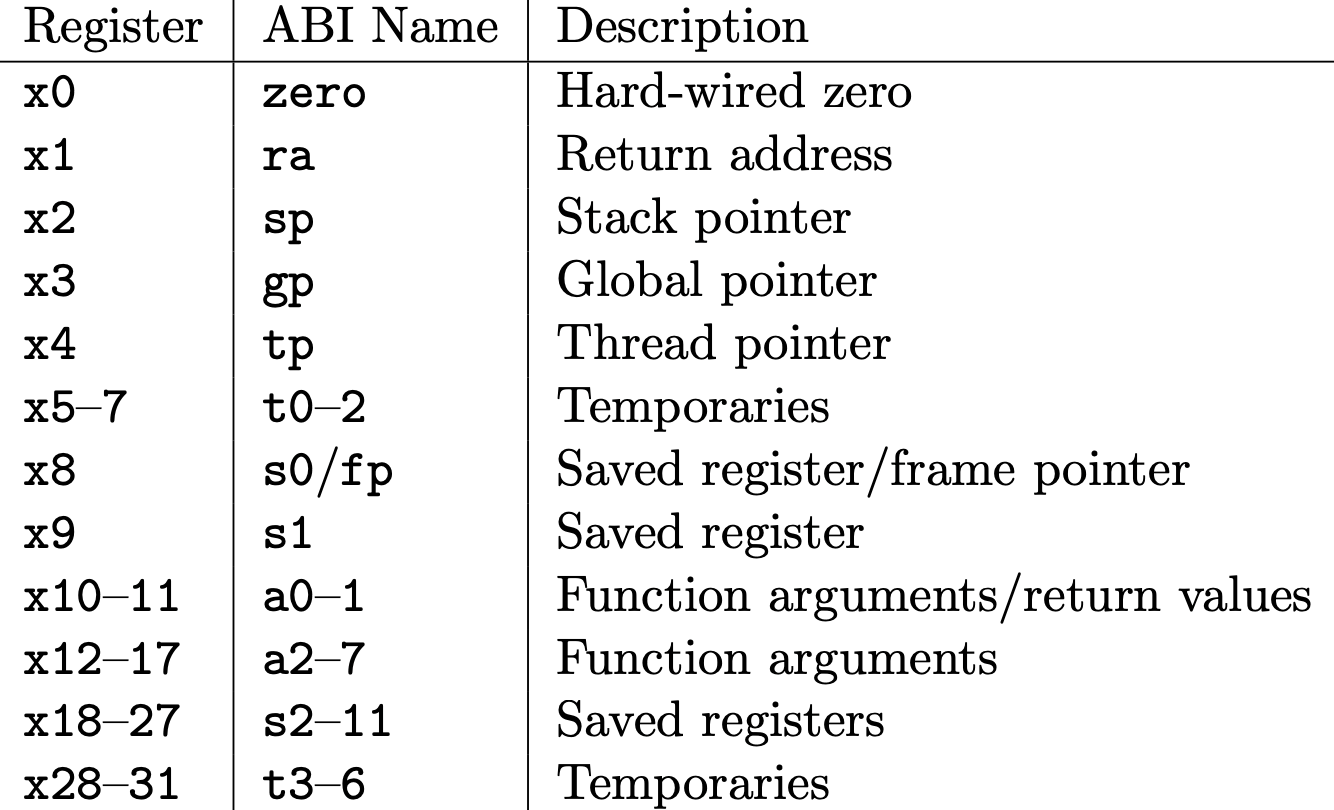 Register ABI Name Description
x0 zero Hard-wired zero
x1 ra Return address
x2 sp Stack pointer
x3 gp Global pointer
x4 tp Thread pointer
x5–7 t0–2 Temporaries
x8 s0/fp Saved register/frame pointer
x9 s1 Saved register
x10–11 a0–1 Function arguments/return values
x12–17 a2–7 Function arguments
x18–27 s2–11 Saved registers
x28–31 t3–6 Temporaries